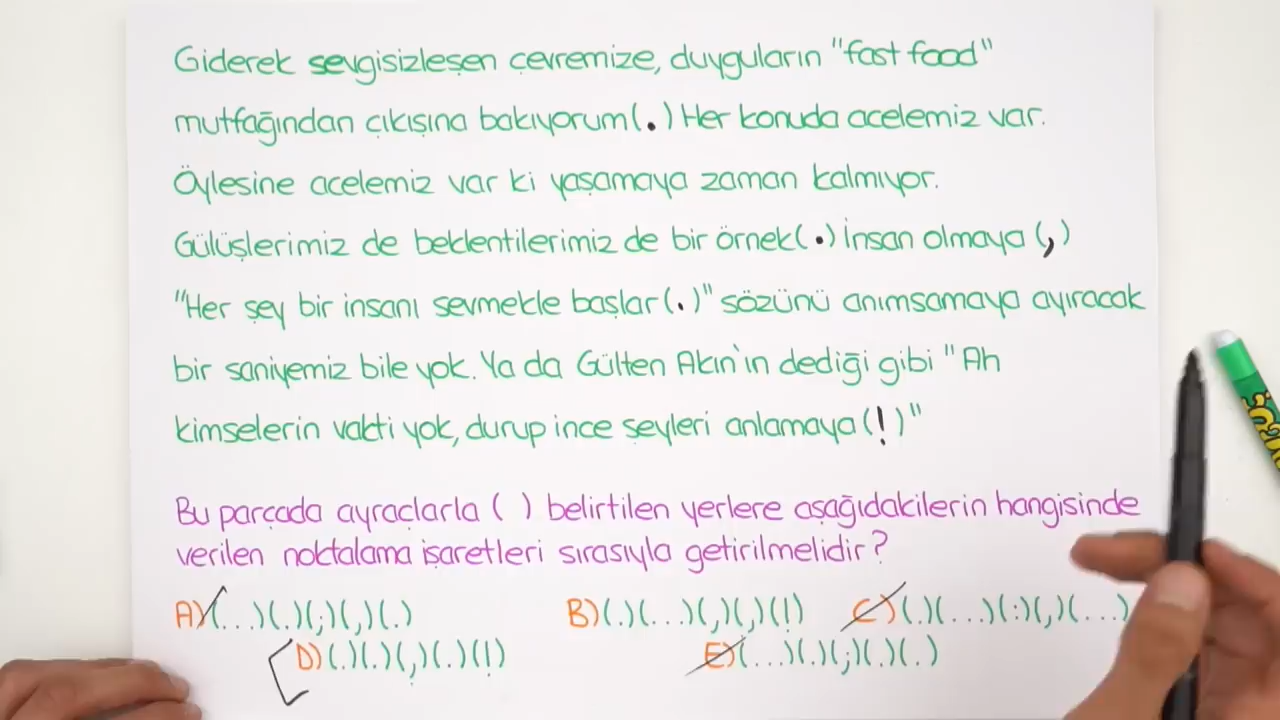 Giderek sevgisizleşen çevremize, duyguların "fast food"
mutfağından çıkışına bakıyorum(.) Her konuda acelemiz var.
Öylesine acelemiz var ki yaşamaya zaman kalmıyor.
Gülüşlerimiz de beklentilerimiz de bir örnek(.) İnsan olmaya (,)
"Her şey bir insanı sevmekle başlar (.)" sözünü anımsamaya ayıracak
bir saniyemiz bile yok. Ya da Gülten Akın'ın dediği gibi "Ah
kimselerin vakti yok, durup ince şeyleri anlamaya (!)"
Bu parçada ayraçlarla ( ) belirtilen yerlere aşağıdakilerin hangisinde
verilen noktalama işaretleri sırasıyla getirilmelidir?
A) (...)(.)(;)(,)(.) B)(.)(...)(,)(,)(!) C) (.)(...)(:)(,)(...)
D) (.)(.)(,)(.)(!) E)(...)(.)(;)(.)(.)